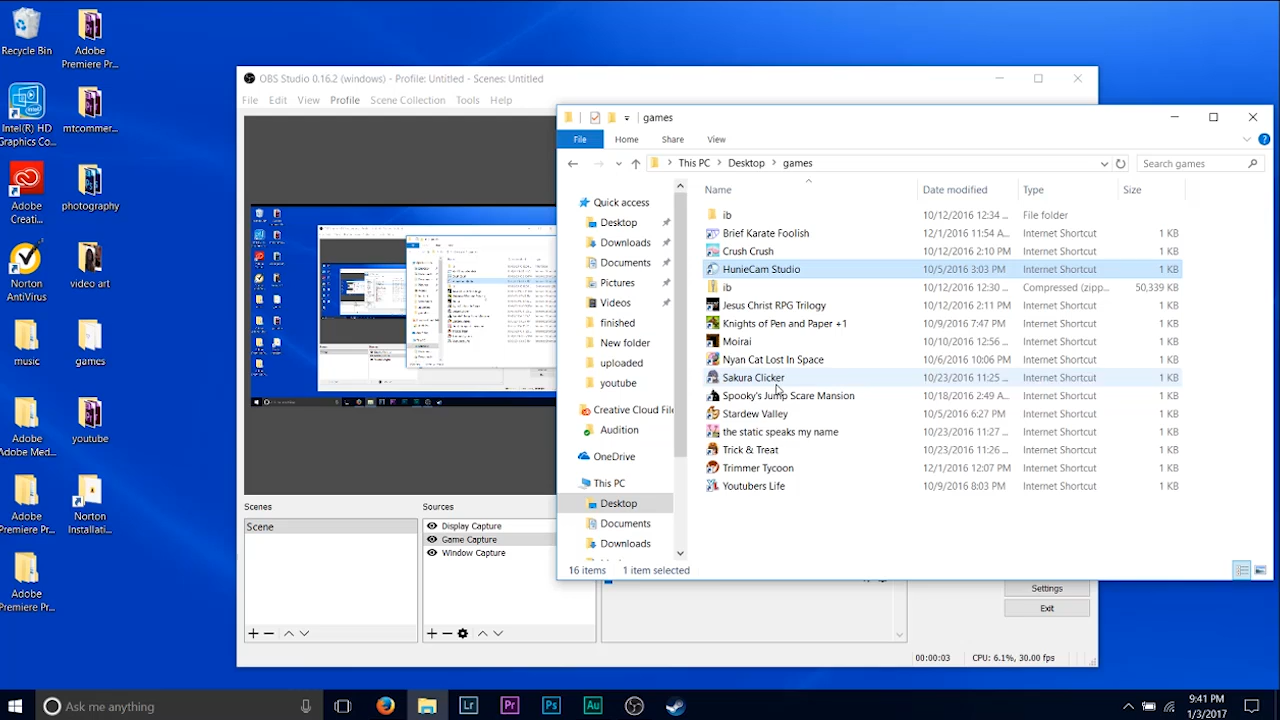 Recycle Bin
Adobe
Premiere Pr...
Intel(R) HD
Graphics Co...
mtcommer...
Adobe
Creati...
photography
Norton
AntiVirus
video art
music
games
Adobe
Adobe Med...
youtube
Adobe
Premiere Pr...
Norton
Installati...
Adobe
Premiere Pr...
OBS Studio 0.16.2 (windows) - Profile: Untitled - Scenes: Untitled
File Edit View Profile Scene Collection Tools Help
games
File Home Share View
This PC > Desktop > games
Search games
Quick access
Desktop
Downloads
Documents
Pictures
Videos
finished
New folder
uploaded
youtube
Creative Cloud File
Audition
OneDrive
This PC
Desktop
Documents
Downloads
Name Date modified Type Size
ib 10/12/2016 12:34 ... File folder
Brief Karate Foolish 12/1/2016 11:54 A... Internet Shortcut 1 KB
Crush Crush 10/12/2016 2:10 PM Internet Shortcut 1 KB
HunieCam Studio 10/5/2016 3:03 PM Internet Shortcut 1 KB
ib 10/12/2016 12:30 ... Compressed (zipp... 50,339 KB
Jesus Christ RPG Trilogy 10/12/2016 2:11 PM Internet Shortcut 1 KB
Knights of Pen and Paper + 1 10/9/2016 7:47 PM Internet Shortcut 1 KB
Moirai 10/10/2016 12:56 ... Internet Shortcut 1 KB
Nyan Cat Lost In Space 10/6/2016 10:06 PM Internet Shortcut 1 KB
Sakura Clicker 10/23/2016 11:25 ... Internet Shortcut 1 KB
Spooky's Jump Scare Mansion 10/18/2016 2:49 A... Internet Shortcut 1 KB
Stardew Valley 10/5/2016 6:27 PM Internet Shortcut 1 KB
the static speaks my name 10/23/2016 11:27 ... Internet Shortcut 1 KB
Trick & Treat 10/23/2016 11:26 ... Internet Shortcut 1 KB
Trimmer Tycoon 12/1/2016 12:07 PM Internet Shortcut 1 KB
Youtubers Life 10/9/2016 8:03 PM Internet Shortcut 1 KB
16 items 1 item selected
Scenes
Scene
Sources
Display Capture
Game Capture
Window Capture
Settings
Exit
00:00:03 CPU: 6.1%, 30.00 fps
Ask me anything
Lr Pr Ps Au
9:41 PM
1/3/2017